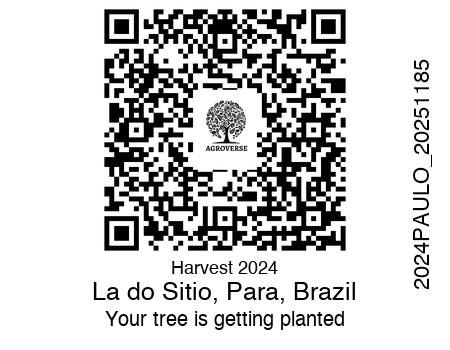 AGROVERSE
Harvest 2024
La do Sitio, Para, Brazil
Your tree is getting planted
2024PAULO_20251185